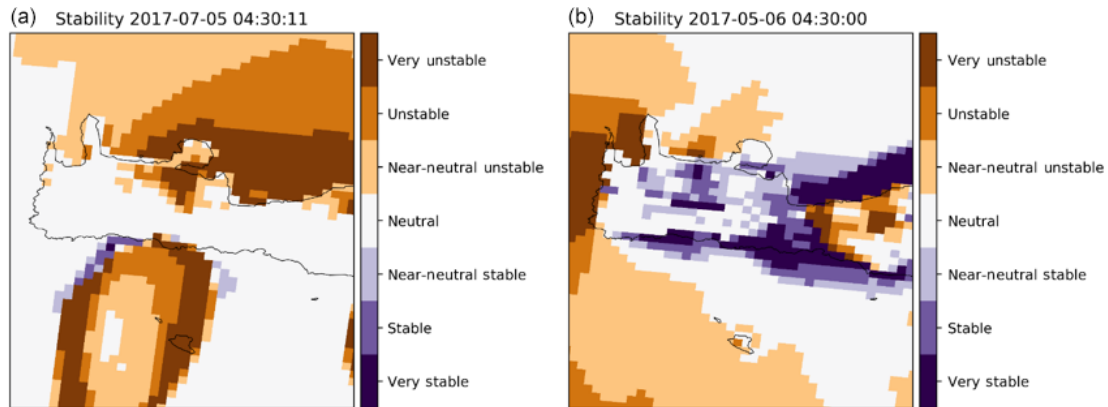 (a) Stability 2017-07-05 04:30:11
Very unstable
Unstable
Near-neutral unstable
Neutral
Near-neutral stable
Stable
Very stable
(b) Stability 2017-05-06 04:30:00
Very unstable
Unstable
Near-neutral unstable
Neutral
Near-neutral stable
Stable
Very stable